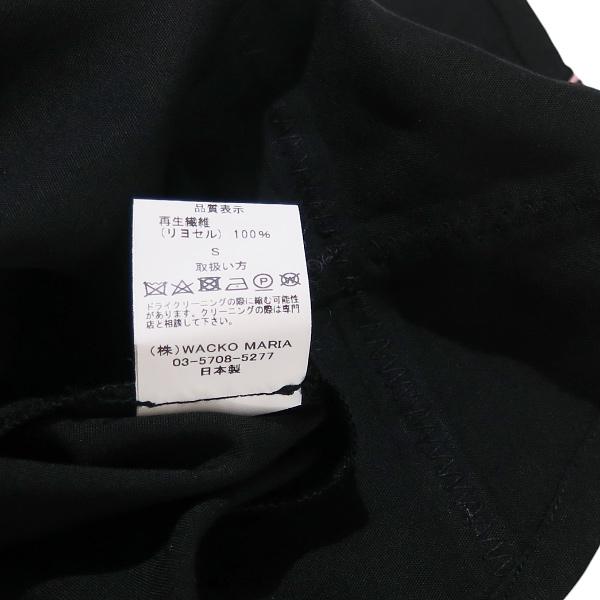 品質表示
再生繊維
(リヨセル) 100%
S
取扱い方
ドライクリーニングの際に縮む可能性
があります。クリーニングの際は専門
店と相談して下さい。
(株)WACKO MARIA
03-5708-5277
日本製